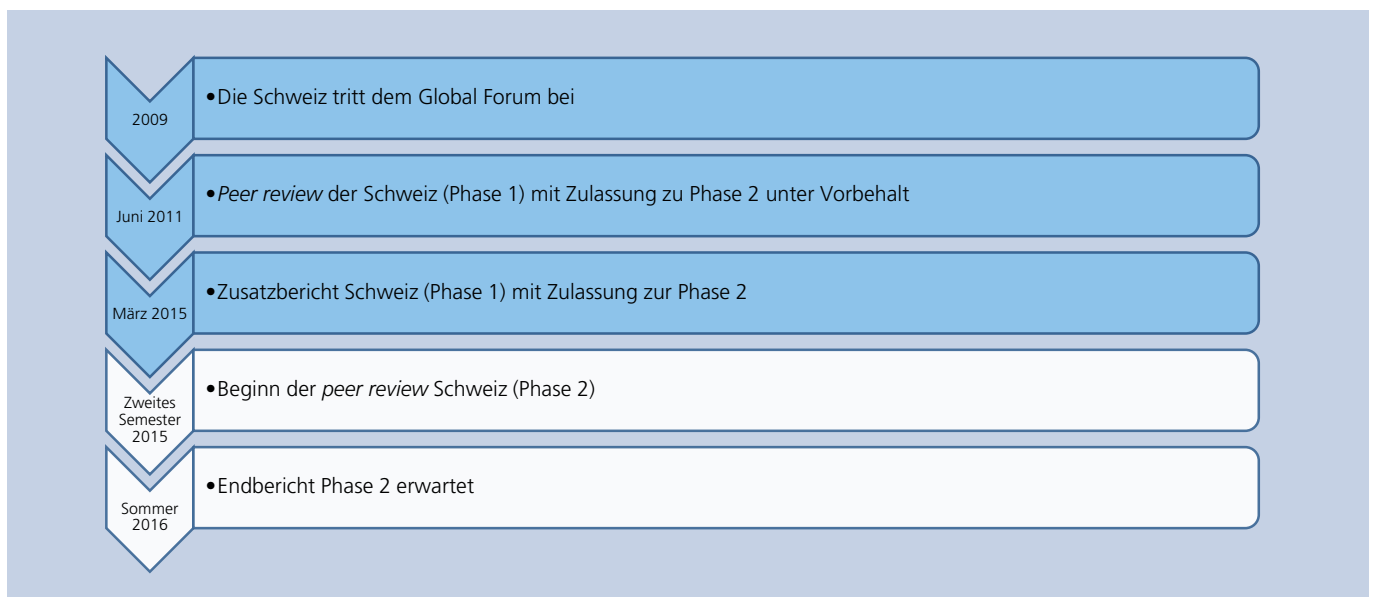 2009
•Die Schweiz tritt dem Global Forum bei
Juni 2011
•Peer review der Schweiz (Phase 1) mit Zulassung zu Phase 2 unter Vorbehalt
März 2015
•Zusatzbericht Schweiz (Phase 1) mit Zulassung zur Phase 2
Zweites
Semester
2015
•Beginn der peer review Schweiz (Phase 2)
Sommer
2016
•Endbericht Phase 2 erwartet